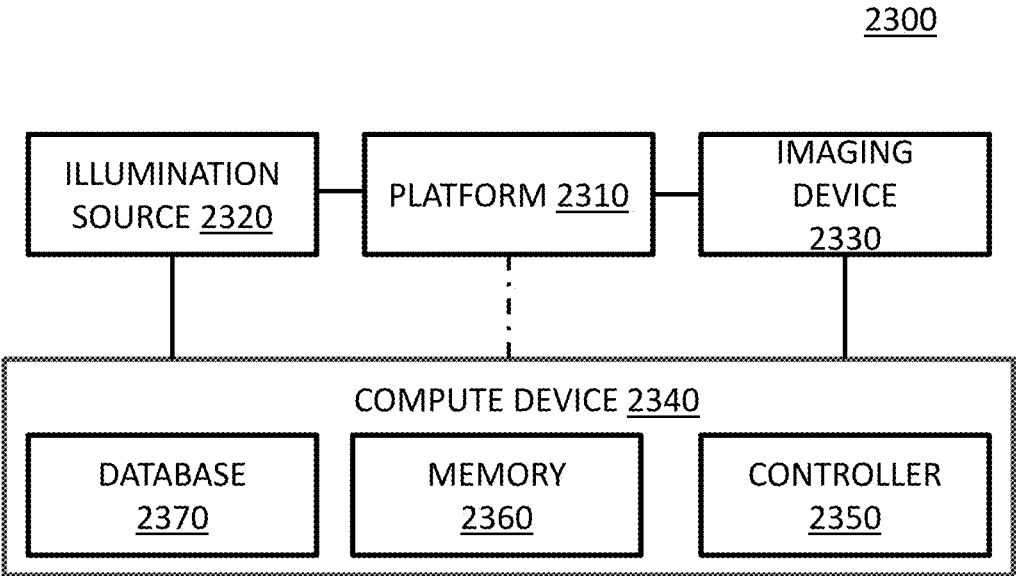 2300
ILLUMINATION
SOURCE 2320
PLATFORM 2310
IMAGING
DEVICE
2330
COMPUTE DEVICE 2340
DATABASE
2370
MEMORY
2360
CONTROLLER
2350